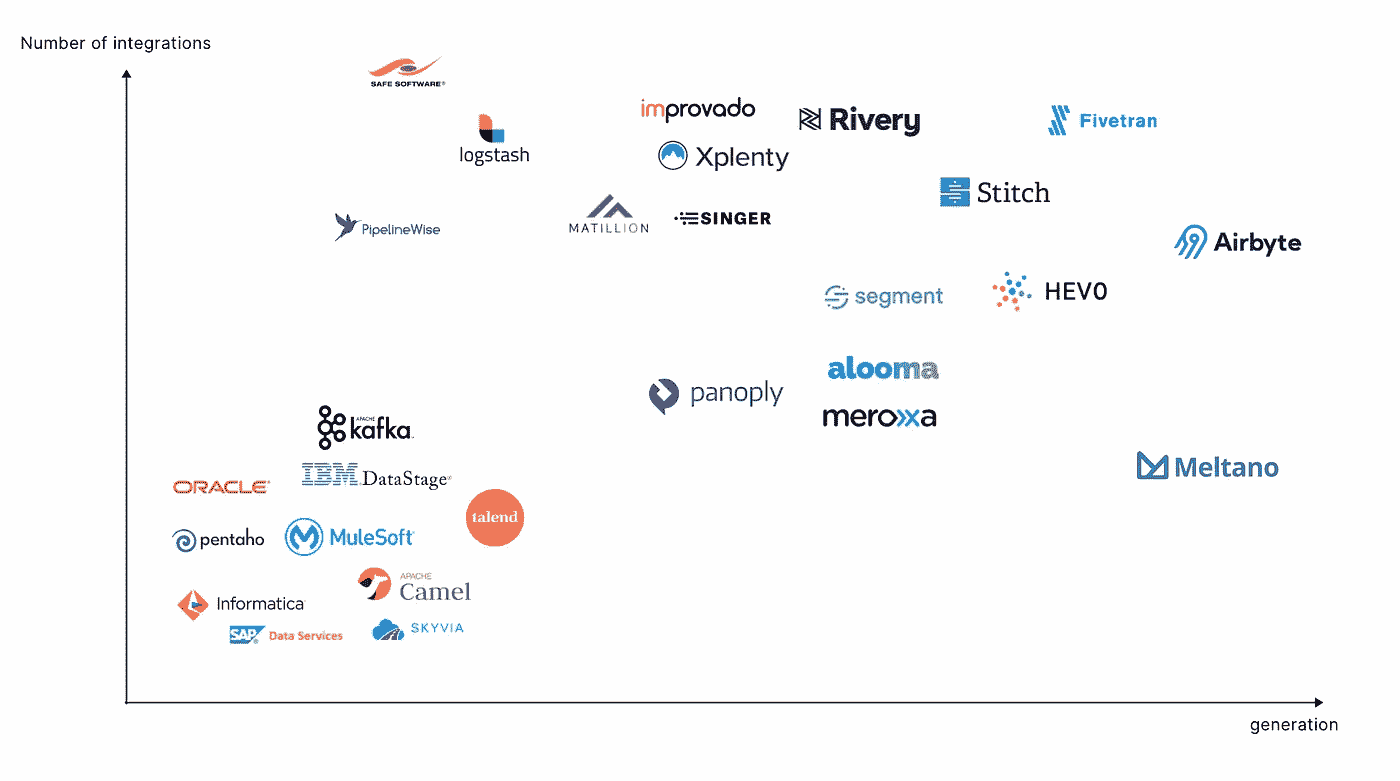 Number of integrations
SAFE SOFTWARE®
improvado
Rivery
Fivetran
logstash
Xplenty
Stitch
PipelineWise
MATILLION
SINGER
Airbyte
segment
HEVO
alooma
panoply
meroxa
APACHE
kafka
IBM DataStage
Meltano
ORACLE
talend
pentaho
MuleSoft
APACHE
Camel
Informatica
SAP Data Services
SKYVIA
generation